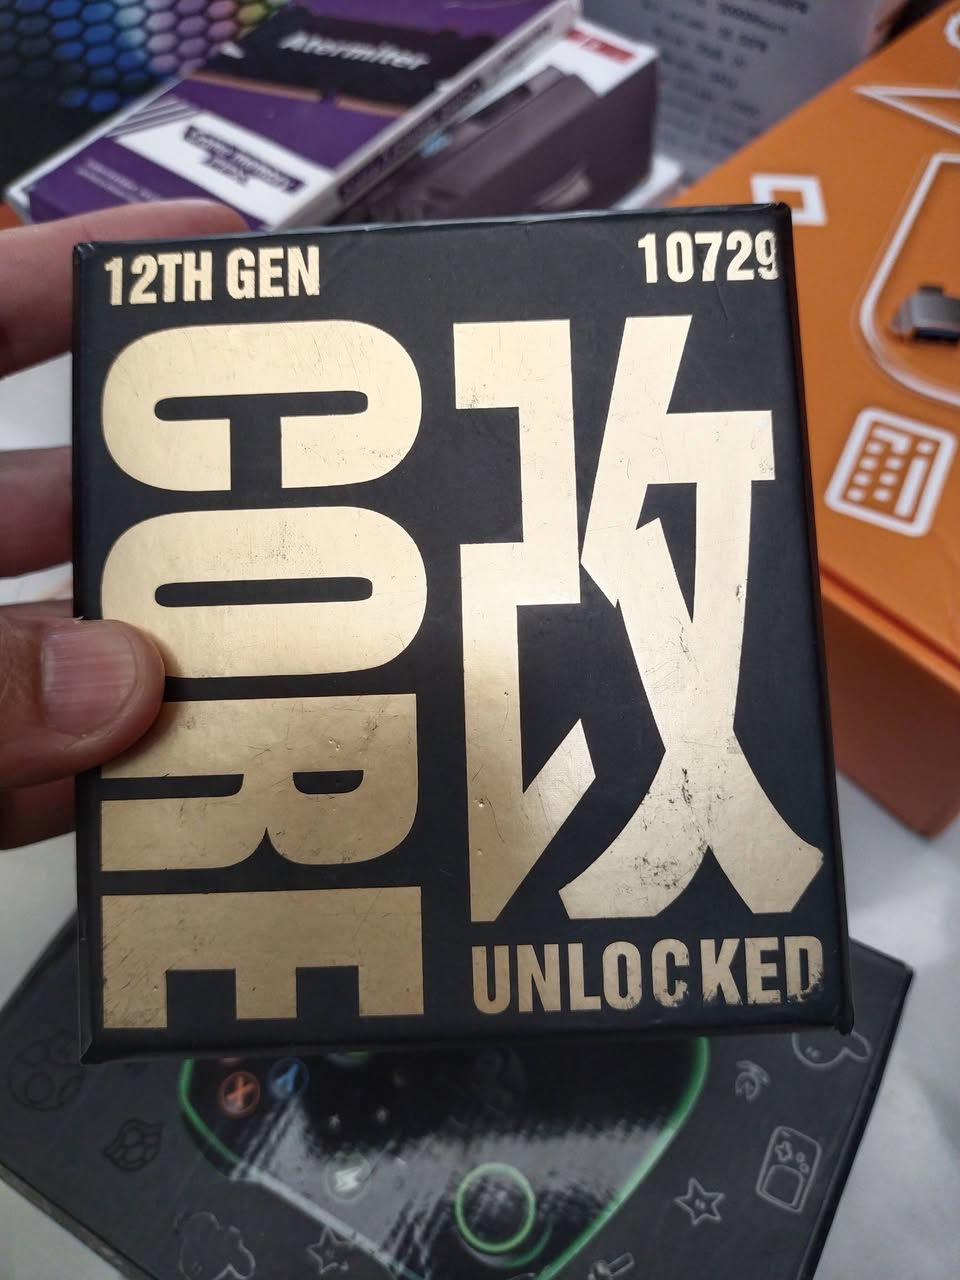 Atermiter
12TH GEN
10729
CORE
改
UNLOCKED
X
Y